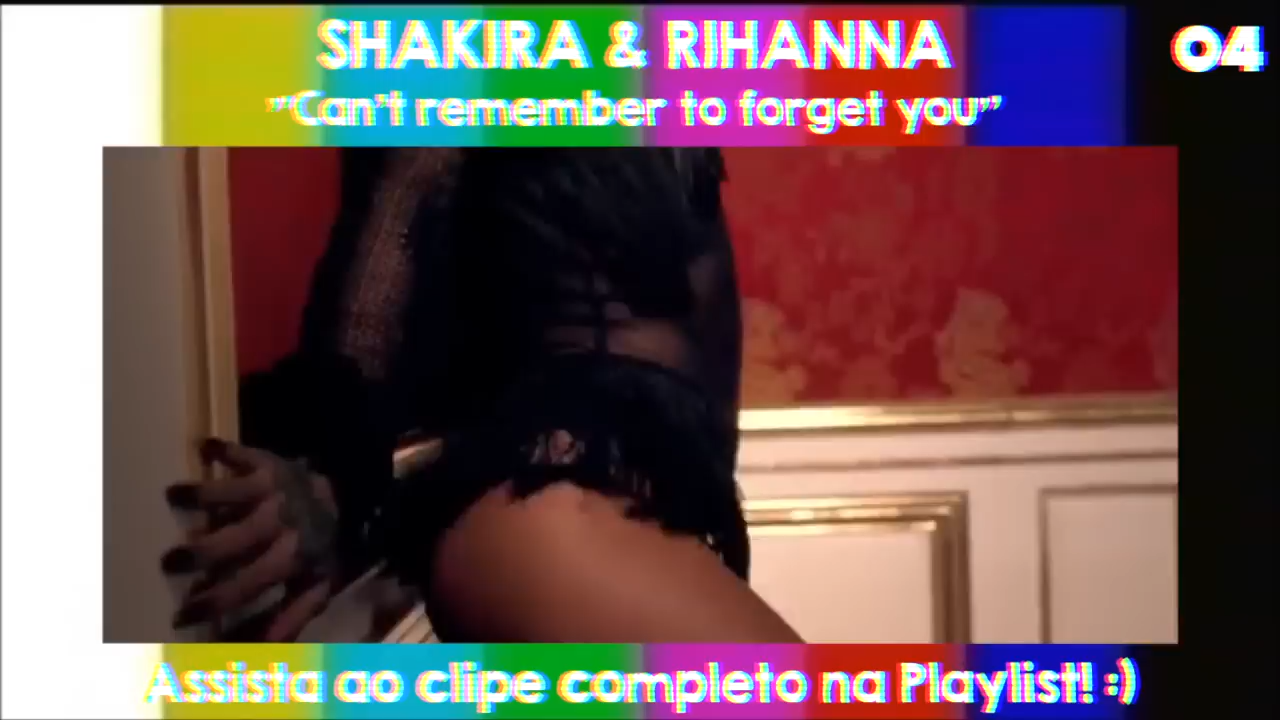 SHAKIRA & RIHANNA
04
"Can't remember to forget you"
Assista ao clipe completo na Playlist! :)